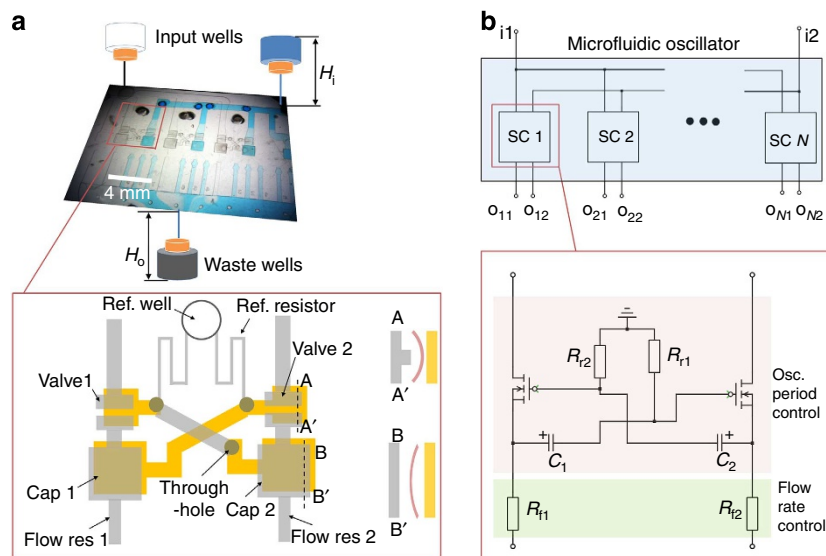 a
Input wells
Hi
4 mm
Ho
Waste wells
Ref. well
Ref. resistor
Valve1
Valve 2
A
A′
B
B′
Cap 1
Through
-hole
Cap 2
Flow res 1
Flow res 2
A
A′
B
B′
b
i1
i2
Microfluidic oscillator
SC 1
SC 2
SC N
o11
o12
o21
o22
oN1
oN2
Rr2
Rr1
Osc.
period
control
+
+
C1
C2
Rf1
Rf2
Flow
rate
control